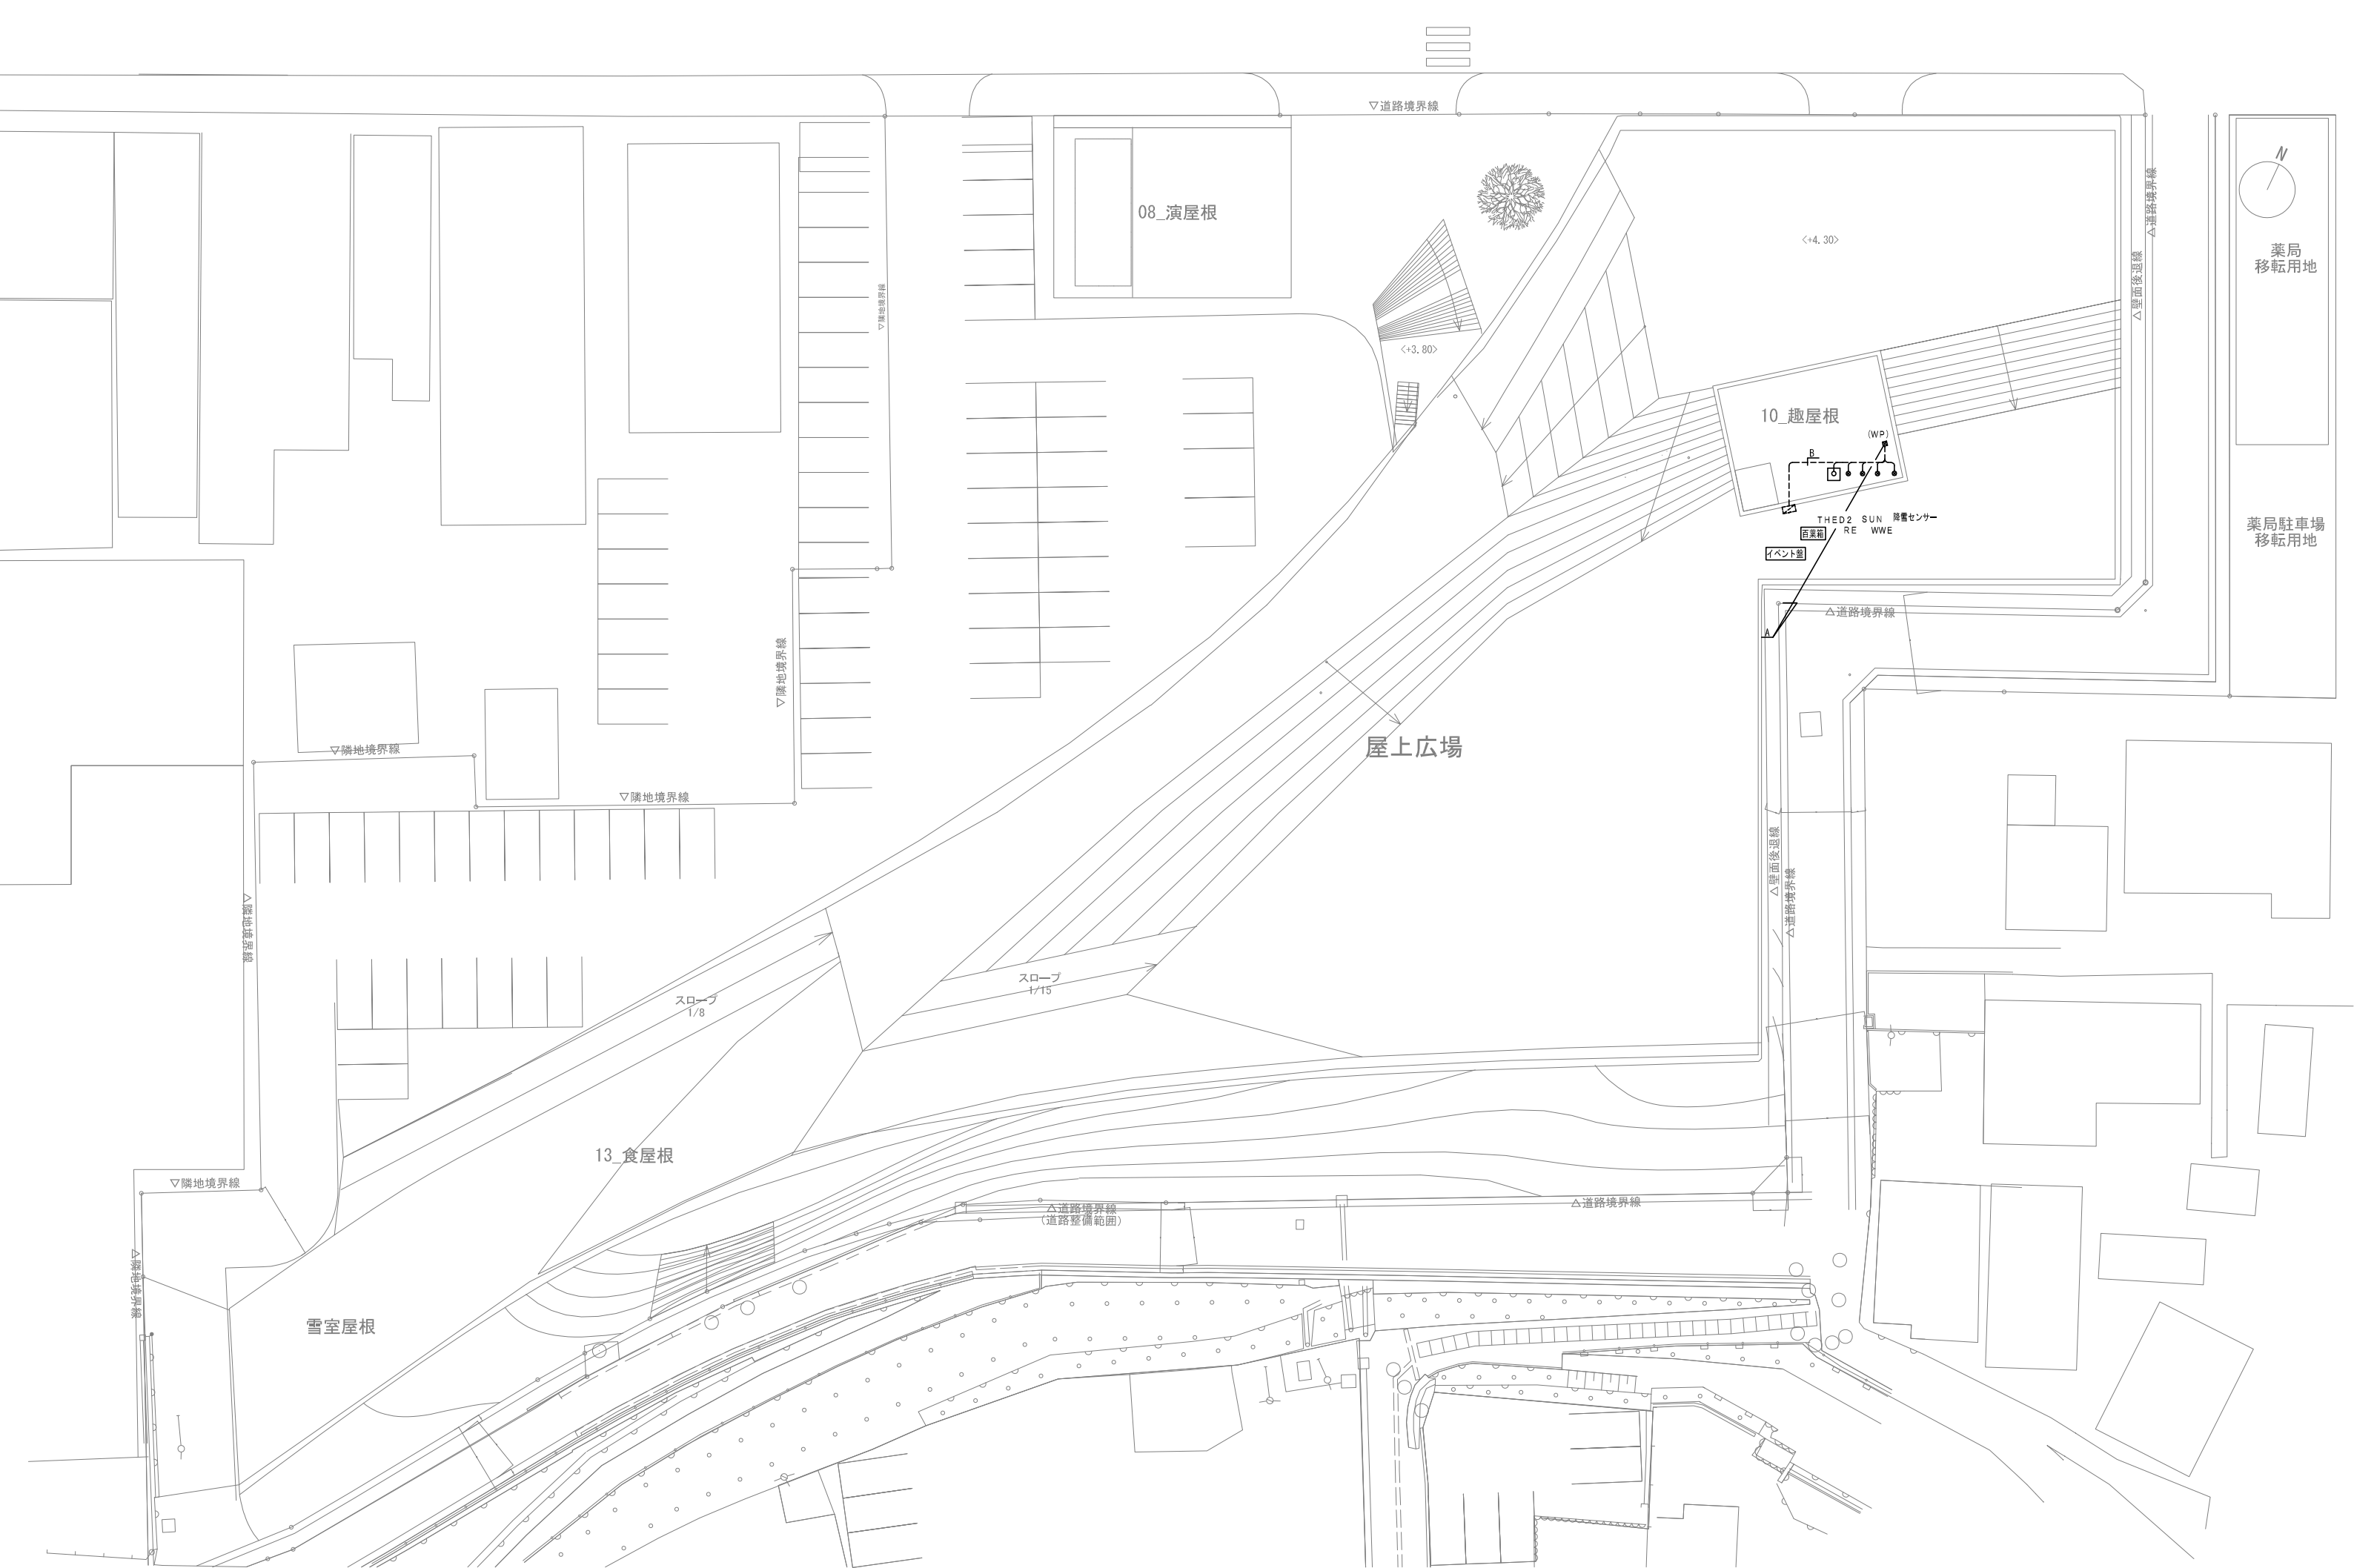 ▽道路境界線
N
08_演屋根
△道路境界線
<+4.30>
薬局
移転用地
△壁面後退線
▽隣地境界線
<+3.80>
10_趣屋根
(WP)
B
THED2 SUN 降雪センサー
百葉箱
RE WWE
イベント盤
薬局駐車場
移転用地
△道路境界線
A
▽隣地境界線
屋上広場
▽隣地境界線
▽隣地境界線
△壁面後退線
△道路境界線
▽隣地境界線
スロープ
1/15
スロープ
1/8
13_食屋根
▽隣地境界線
△道路境界線
△道路境界線
(道路整備範囲)
▽隣地境界線
雪室屋根